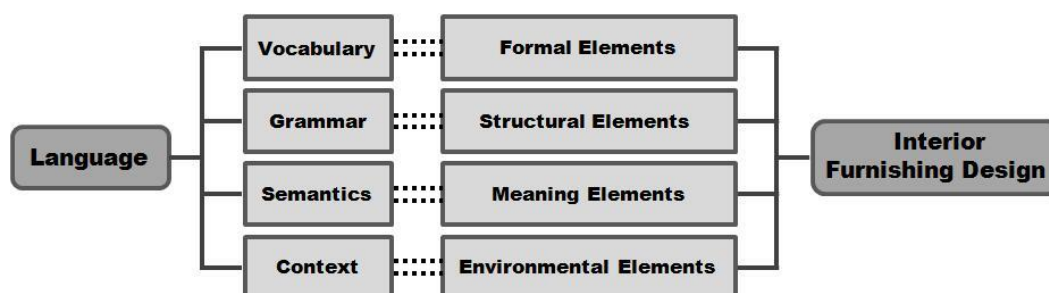 Vocabulary
Formal Elements
Grammar
Structural Elements
Language
Interior
Furnishing Design
Semantics
Meaning Elements
Context
Environmental Elements